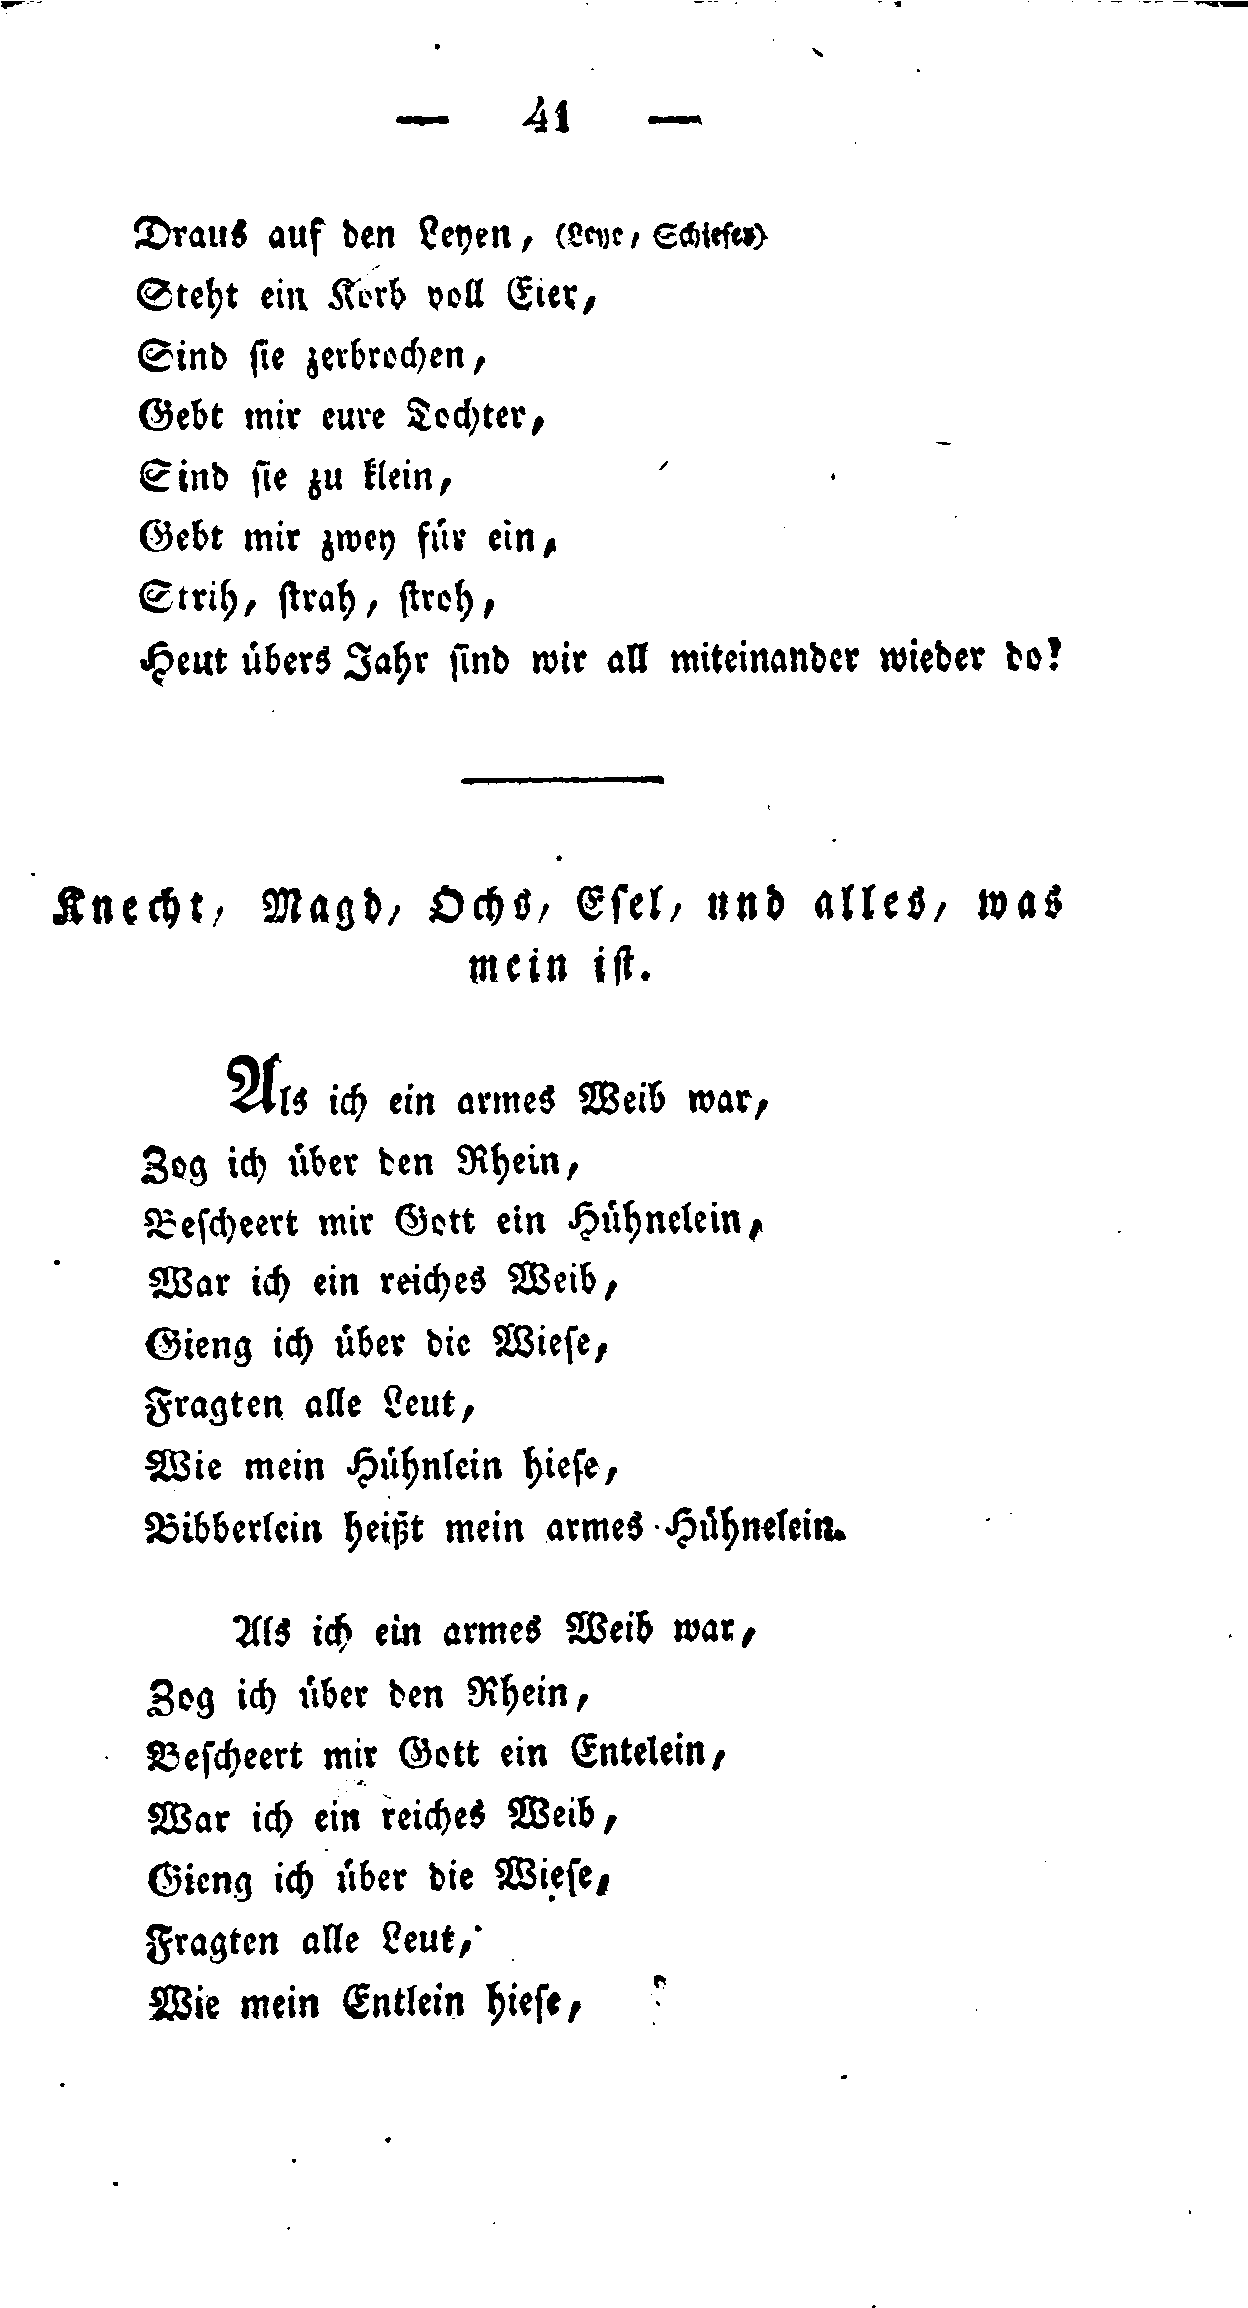 — 41 —
Draus auf den Leyen, (Leye, Schiefer)
Steht ein Korb voll Eier,
Sind sie zerbrochen,
Gebt mir eure Tochter,
Sind sie zu klein,
Gebt mir zwey für ein,
Strih, strah, stroh,
Heut übers Jahr sind wir all miteinander wieder do!
Knecht, Magd, Ochs, Esel, und alles, was
mein ist.
Als ich ein armes Weib war,
Zog ich über den Rhein,
Bescheert mir Gott ein Hühnelein,
War ich ein reiches Weib,
Gieng ich über die Wiese,
Fragten alle Leut,
Wie mein Hühnlein hiese,
Bibberlein heißt mein armes Hühnelein.
Als ich ein armes Weib war,
Zog ich über den Rhein,
Bescheert mir Gott ein Entelein,
War ich ein reiches Weib,
Gieng ich über die Wiese,
Fragten alle Leut,
Wie mein Entlein hiese,